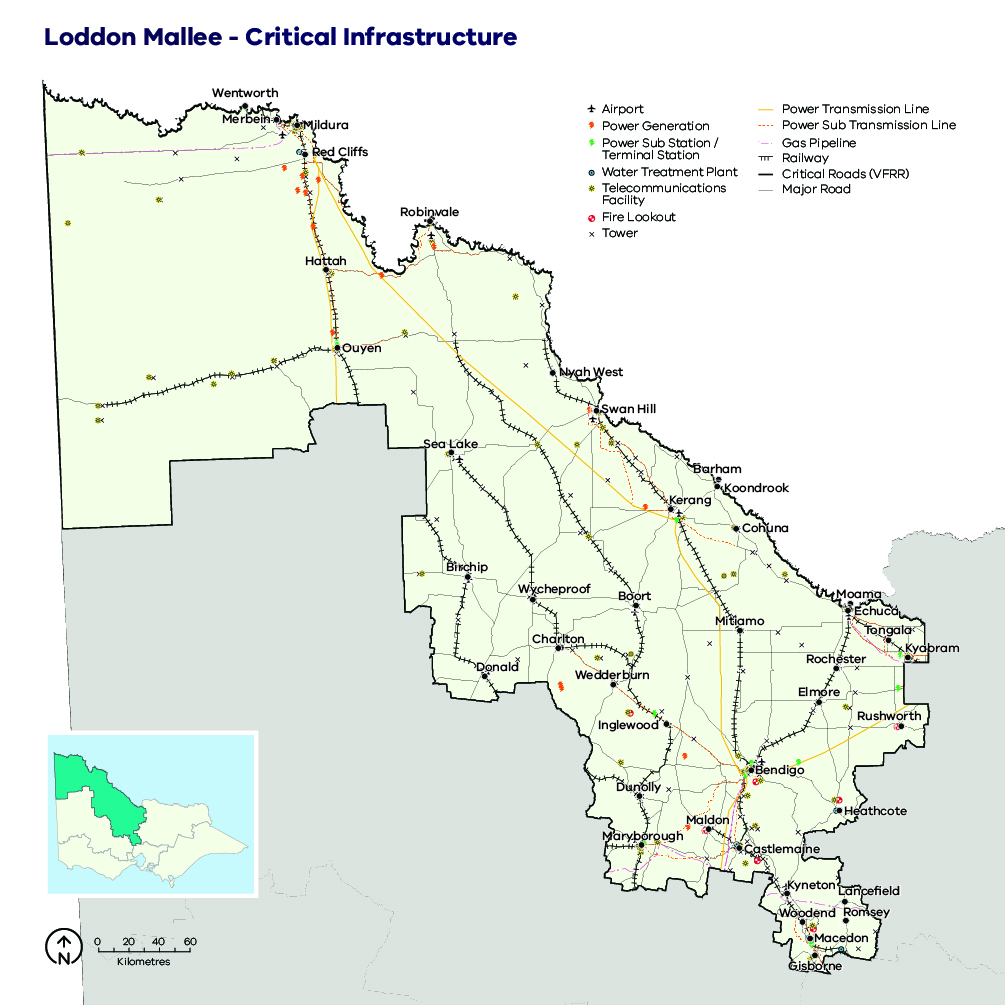 Loddon Mallee - Critical Infrastructure
Wentworth
Merbein
Mildura
Red Cliffs
Robinvale
Hattah
Ouyen
Nyah West
Swan Hill
Sea Lake
Barham
Koondrook
Kerang
Cohuna
Birchip
Wycheproof
Boort
Moama
Echuca
Mitiamo
Tongala
Charlton
Kyabram
Rochester
Donald
Wedderburn
Elmore
Rushworth
Inglewood
Bendigo
Dunolly
Heathcote
Maldon
Maryborough
Castlemaine
Kyneton
Lancefield
Woodend
Romsey
Macedon
Gisborne
Airport
Power Generation
Power Sub Station /
Terminal Station
Water Treatment Plant
Telecommunications
Facility
Fire Lookout
Tower
Power Transmission Line
Power Sub Transmission Line
Gas Pipeline
Railway
Critical Roads (VFRR)
Major Road
N
0 20 40 60
Kilometres